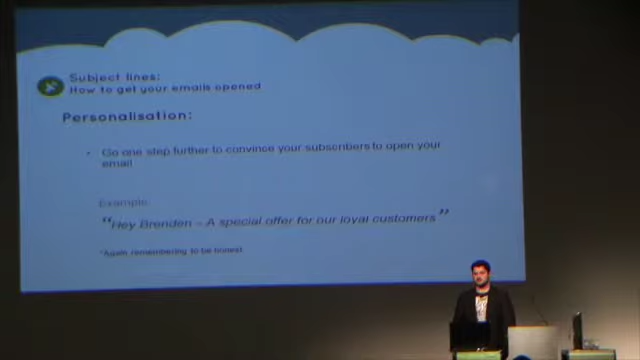 Subject lines:
How to get your emails opened
Personalisation:
• Go one step further to convince your subscribers to open your
email
Example:
“Hey Brenden – A special offer for our loyal customers”
*Again remembering to be honest